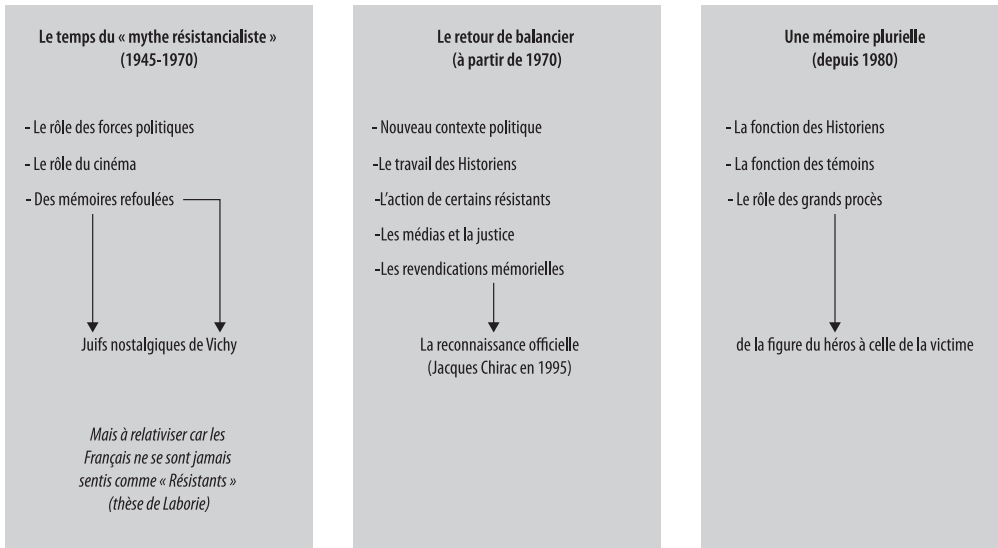 Le temps du « mythe résistancialiste »
(1945-1970)
- Le rôle des forces politiques
- Le rôle du cinéma
- Des mémoires refoulées
Juifs nostalgiques de Vichy
Mais à relativiser car les
Français ne se sont jamais
sentis comme « Résistants »
(thèse de Laborie)
Le retour de balancier
(à partir de 1970)
- Nouveau contexte politique
-Le travail des Historiens
-L'action de certains résistants
-Les médias et la justice
-Les revendications mémorielles
La reconnaissance officielle
(Jacques Chirac en 1995)
Une mémoire plurielle
(depuis 1980)
- La fonction des Historiens
- La fonction des témoins
- Le rôle des grands procès
de la figure du héros à celle de la victime